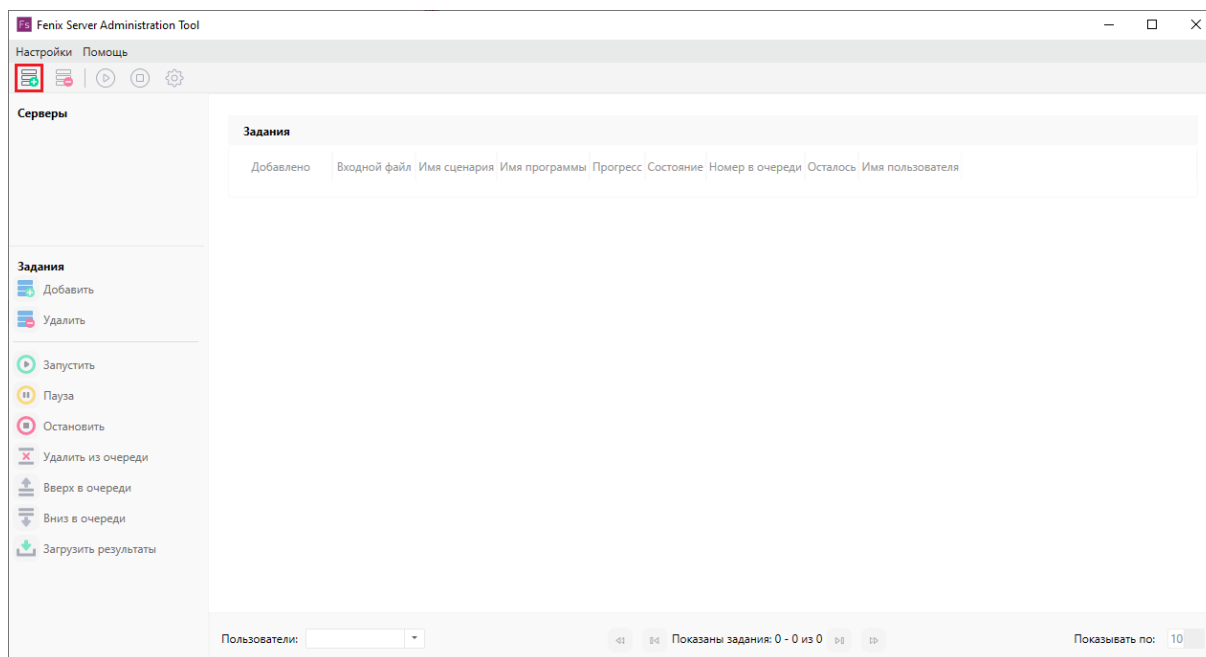 Fs Fenix Server Administration Tool
Настройки Помощь
Серверы
Задания
Добавлено Входной файл Имя сценария Имя программы Прогресс Состояние Номер в очереди Осталось Имя пользователя
Задания
Добавить
Удалить
Запустить
Пауза
Остановить
Удалить из очереди
Вверх в очереди
Вниз в очереди
Загрузить результаты
Пользователи: Показаны задания: 0 - 0 из 0 Показывать по: 10